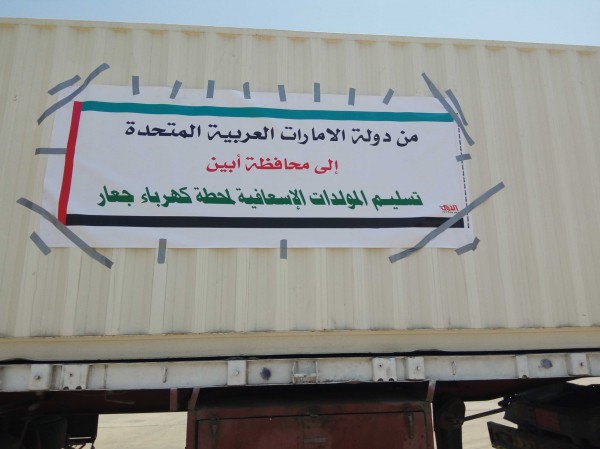 من دولة الامارات العربية المتحدة
إلى محافظة أبين
تسليم المولدات الإسعافية لمحطة كهرباء جعار